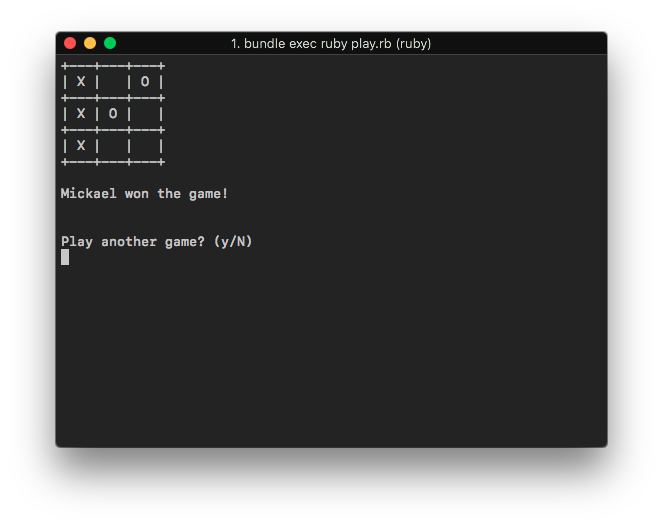 1. bundle exec ruby play.rb (ruby)
+---+---+---+
| X |   | O |
+---+---+---+
| X | O |   |
+---+---+---+
| X |   |   |
+---+---+---+
Mickael won the game!
Play another game? (y/N)